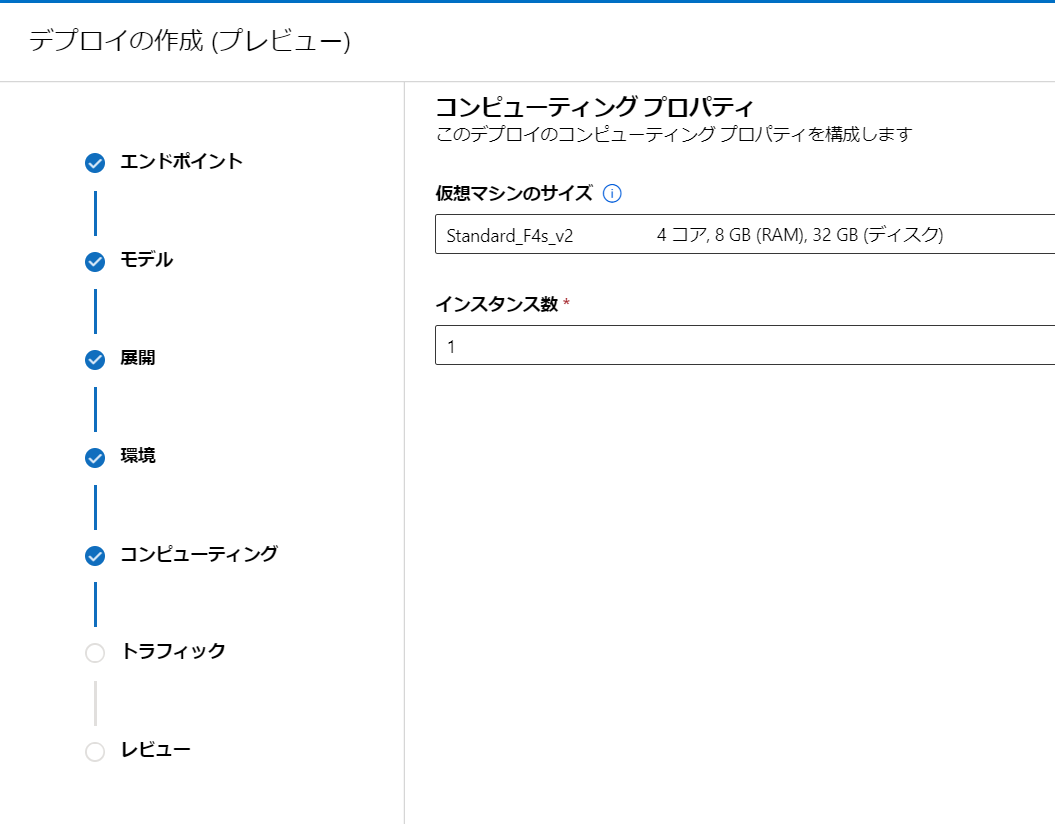 デプロイの作成 (プレビュー)
エンドポイント
モデル
展開
環境
コンピューティング
トラフィック
レビュー
コンピューティング プロパティ
このデプロイのコンピューティング プロパティを構成します
仮想マシンのサイズ
Standard_F4s_v2 4 コア, 8 GB (RAM), 32 GB (ディスク)
インスタンス数 *
1